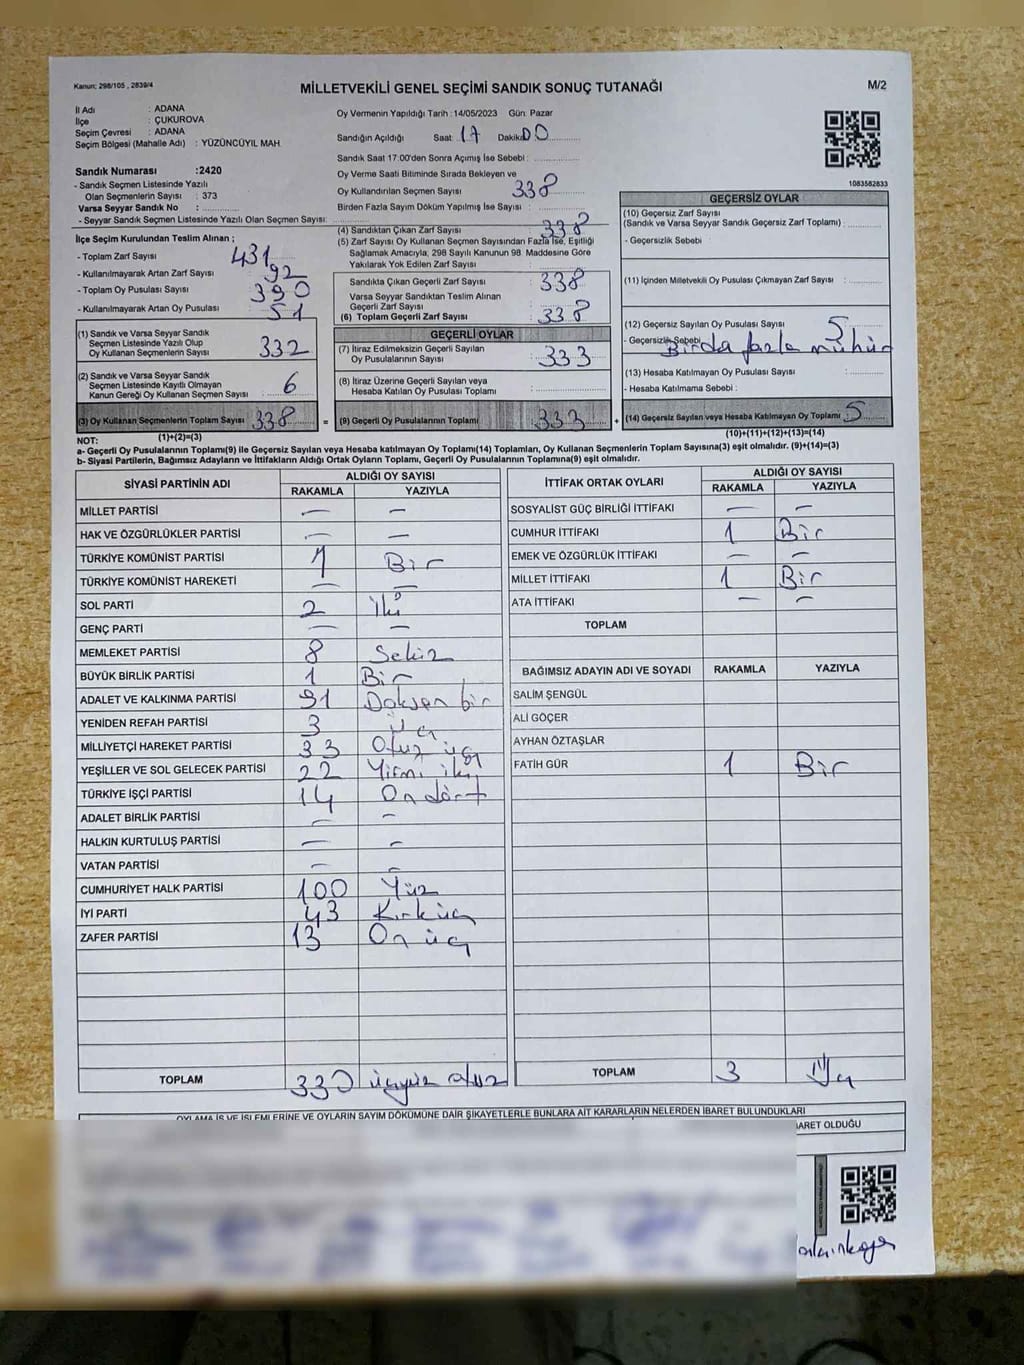 Kanun: 298/105 , 2839/4
MİLLETVEKİLİ GENEL SEÇİMİ SANDIK SONUÇ TUTANAĞI
M/2
İl Adı : ADANA
İlçe : ÇUKUROVA
Seçim Çevresi : ADANA
Seçim Bölgesi (Mahalle Adı) : YÜZÜNCÜYIL MAH.
Sandık Numarası :2420
- Sandık Seçmen Listesinde Yazılı
Olan Seçmenlerin Sayısı : 373
Varsa Seyyar Sandık No :
- Seyyar Sandık Seçmen Listesinde Yazılı Olan Seçmen Sayısı:
İlçe Seçim Kurulundan Teslim Alınan ;
- Toplam Zarf Sayısı 431
- Kullanılmayarak Artan Zarf Sayısı 92
- Toplam Oy Pusulası Sayısı 390
- Kullanılmayarak Artan Oy Pusulası 51
(1) Sandık ve Varsa Seyyar Sandık
Seçmen Listesinde Yazılı Olup
Oy Kullanan Seçmenlerin Sayısı 332
(2) Sandık ve Varsa Seyyar Sandık
Seçmen Listesinde Kayıtlı Olmayan
Kanun Gereği Oy Kullanan Seçmen Sayısı 6
(3) Oy Kullanan Seçmenlerin Toplam Sayısı 338
Oy Vermenin Yapıldığı Tarih : 14/05/2023 Gün: Pazar
Sandığın Açıldığı Saat: 17 Dakika: 00
Sandık Saat 17:00'den Sonra Açılmış İse Sebebi :
Oy Verme Saati Bitiminde Sırada Bekleyen ve
Oy Kullandırılan Seçmen Sayısı 338
Birden Fazla Sayım Döküm Yapılmış İse Sayısı :
(4) Sandıktan Çıkan Zarf Sayısı 338
(5) Zarf Sayısı Oy Kullanan Seçmen Sayısından Fazla İse, Eşitliği
Sağlamak Amacıyla, 298 Sayılı Kanunun 98. Maddesine Göre
Yakılarak Yok Edilen Zarf Sayısı :
Sandıkta Çıkan Geçerli Zarf Sayısı : 338
Varsa Seyyar Sandıktan Teslim Alınan
Geçerli Zarf Sayısı
(6) Toplam Geçerli Zarf Sayısı : 338
GEÇERLİ OYLAR
(7) İtiraz Edilmeksizin Geçerli Sayılan
Oy Pusulalarının Sayısı : 333
(8) İtiraz Üzerine Geçerli Sayılan veya
Hesaba Katılan Oy Pusulası Toplamı :
= (9) Geçerli Oy Pusulalarının Toplamı : 333 +
1083582833
GEÇERSİZ OYLAR
(10) Geçersiz Zarf Sayısı
(Sandık ve Varsa Seyyar Sandık Geçersiz Zarf Toplamı) :
- Geçersizlik Sebebi :
(11) İçinden Milletvekili Oy Pusulası Çıkmayan Zarf Sayısı :
(12) Geçersiz Sayılan Oy Pusulası Sayısı 5
- Geçersizlik Sebebi Birda fazla mühür
(13) Hesaba Katılmayan Oy Pusulası Sayısı :
- Hesaba Katılmama Sebebi :
(14) Geçersiz Sayılan veya Hesaba Katılmayan Oy Toplamı 5
NOT: (1)+(2)=(3) (10)+(11)+(12)+(13)=(14)
a- Geçerli Oy Pusulalarının Toplamı(9) ile Geçersiz Sayılan veya Hesaba katılmayan Oy Toplamı(14) Toplamları, Oy Kullanan Seçmenlerin Toplam Sayısına(3) eşit olmalıdır. (9)+(14)=(3)
b- Siyasi Partilerin, Bağımsız Adayların ve İttifakların Aldığı Oyların Toplamı, Geçerli Oy Pusulalarının Toplamına(9) eşit olmalıdır.
SİYASİ PARTİNİN ADI ALDIĞI OY SAYISI
RAKAMLA YAZIYLA
MİLLET PARTİSİ — —
HAK VE ÖZGÜRLÜKLER PARTİSİ — —
TÜRKİYE KOMÜNİST PARTİSİ 1 Bir
TÜRKİYE KOMÜNİST HAREKETİ — —
SOL PARTİ 2 İki
GENÇ PARTİ — —
MEMLEKET PARTİSİ 8 Sekiz
BÜYÜK BİRLİK PARTİSİ 1 Bir
ADALET VE KALKINMA PARTİSİ 91 Doksan bir
YENİDEN REFAH PARTİSİ 3 üç
MİLLİYETÇİ HAREKET PARTİSİ 33 Otuz üç
YEŞİLLER VE SOL GELECEK PARTİSİ 22 Yirmi iki
TÜRKİYE İŞÇİ PARTİSİ 14 On dört
ADALET BİRLİK PARTİSİ — —
HALKIN KURTULUŞ PARTİSİ — —
VATAN PARTİSİ — —
CUMHURİYET HALK PARTİSİ 100 Yüz
İYİ PARTİ 43 Kırküç
ZAFER PARTİSİ 13 On üç
TOPLAM 330 üçyüz otuz
İTTİFAK ORTAK OYLARI ALDIĞI OY SAYISI
RAKAMLA YAZIYLA
SOSYALİST GÜÇ BİRLİĞİ İTTİFAKI — —
CUMHUR İTTİFAKI 1 Bir
EMEK VE ÖZGÜRLÜK İTTİFAKI — —
MİLLET İTTİFAKI 1 Bir
ATA İTTİFAKI — —
TOPLAM
BAĞIMSIZ ADAYIN ADI VE SOYADI RAKAMLA YAZIYLA
SALİM ŞENGÜL
ALİ GÖÇER
AYHAN ÖZTAŞLAR
FATİH GÜR 1 Bir
TOPLAM 3 Üç
OYLAMA İŞ VE İŞLEMLERİNE VE OYLARIN SAYIM DÖKÜMÜNE DAİR ŞİKAYETLERLE BUNLARA AİT KARARLARIN NELERDEN İBARET BULUNDUKLARI
BARET OLDUĞU